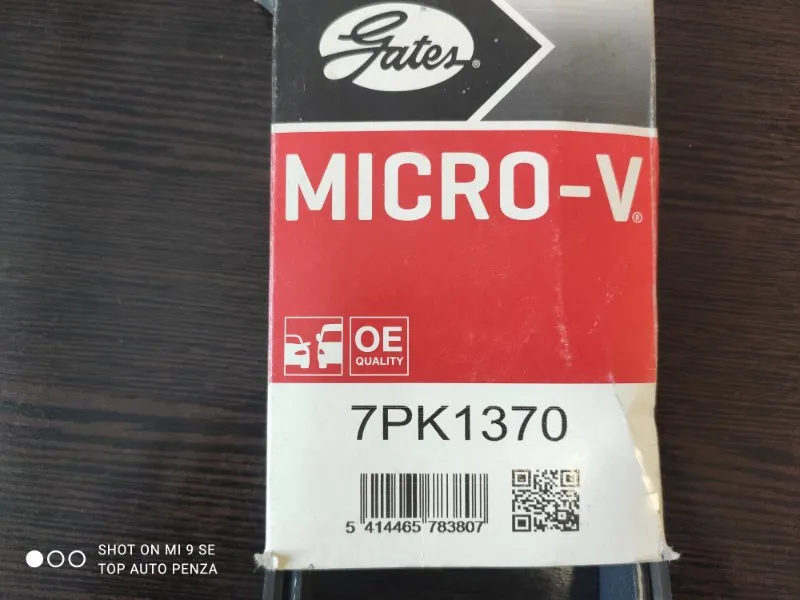 Gates®
MICRO-V®
OE
QUALITY
7PK1370
5 414465 783807
SHOT ON MI 9 SE
TOP AUTO PENZA